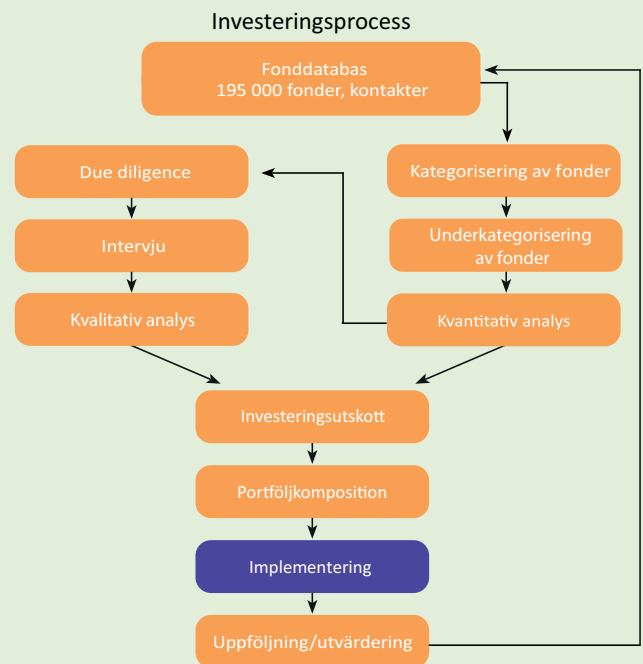 Investeringsprocess
Fonddatabas
195 000 fonder, kontakter
Due diligence
Kategorisering av fonder
Intervju
Underkategorisering
av fonder
Kvalitativ analys
Kvantitativ analys
Investeringsutskott
Portföljkomposition
Implementering
Uppföljning/utvärdering